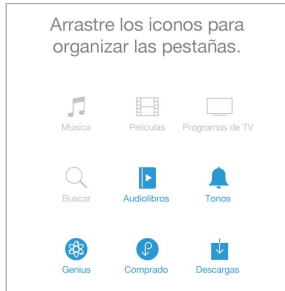 Arrastre los iconos para
organizar las pestañas.
Música Películas Programas de TV
Buscar Audiolibros Tonos
Genius Comprado Descargas